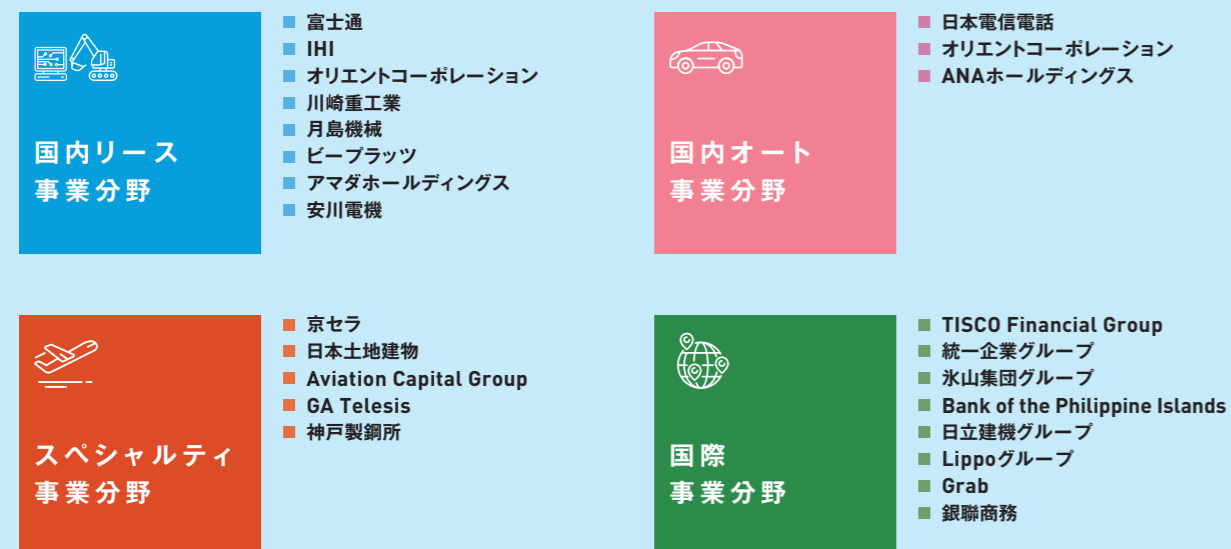 国内リース
事業分野
富士通
IHI
オリエントコーポレーション
川崎重工業
月島機械
ビープラッツ
アマダホールディングス
安川電機
国内オート
事業分野
日本電信電話
オリエントコーポレーション
ANAホールディングス
スペシャルティ
事業分野
京セラ
日本土地建物
Aviation Capital Group
GA Telesis
神戸製鋼所
国際
事業分野
TISCO Financial Group
統一企業グループ
氷山集団グループ
Bank of the Philippine Islands
日立建機グループ
Lippoグループ
Grab
銀聯商務